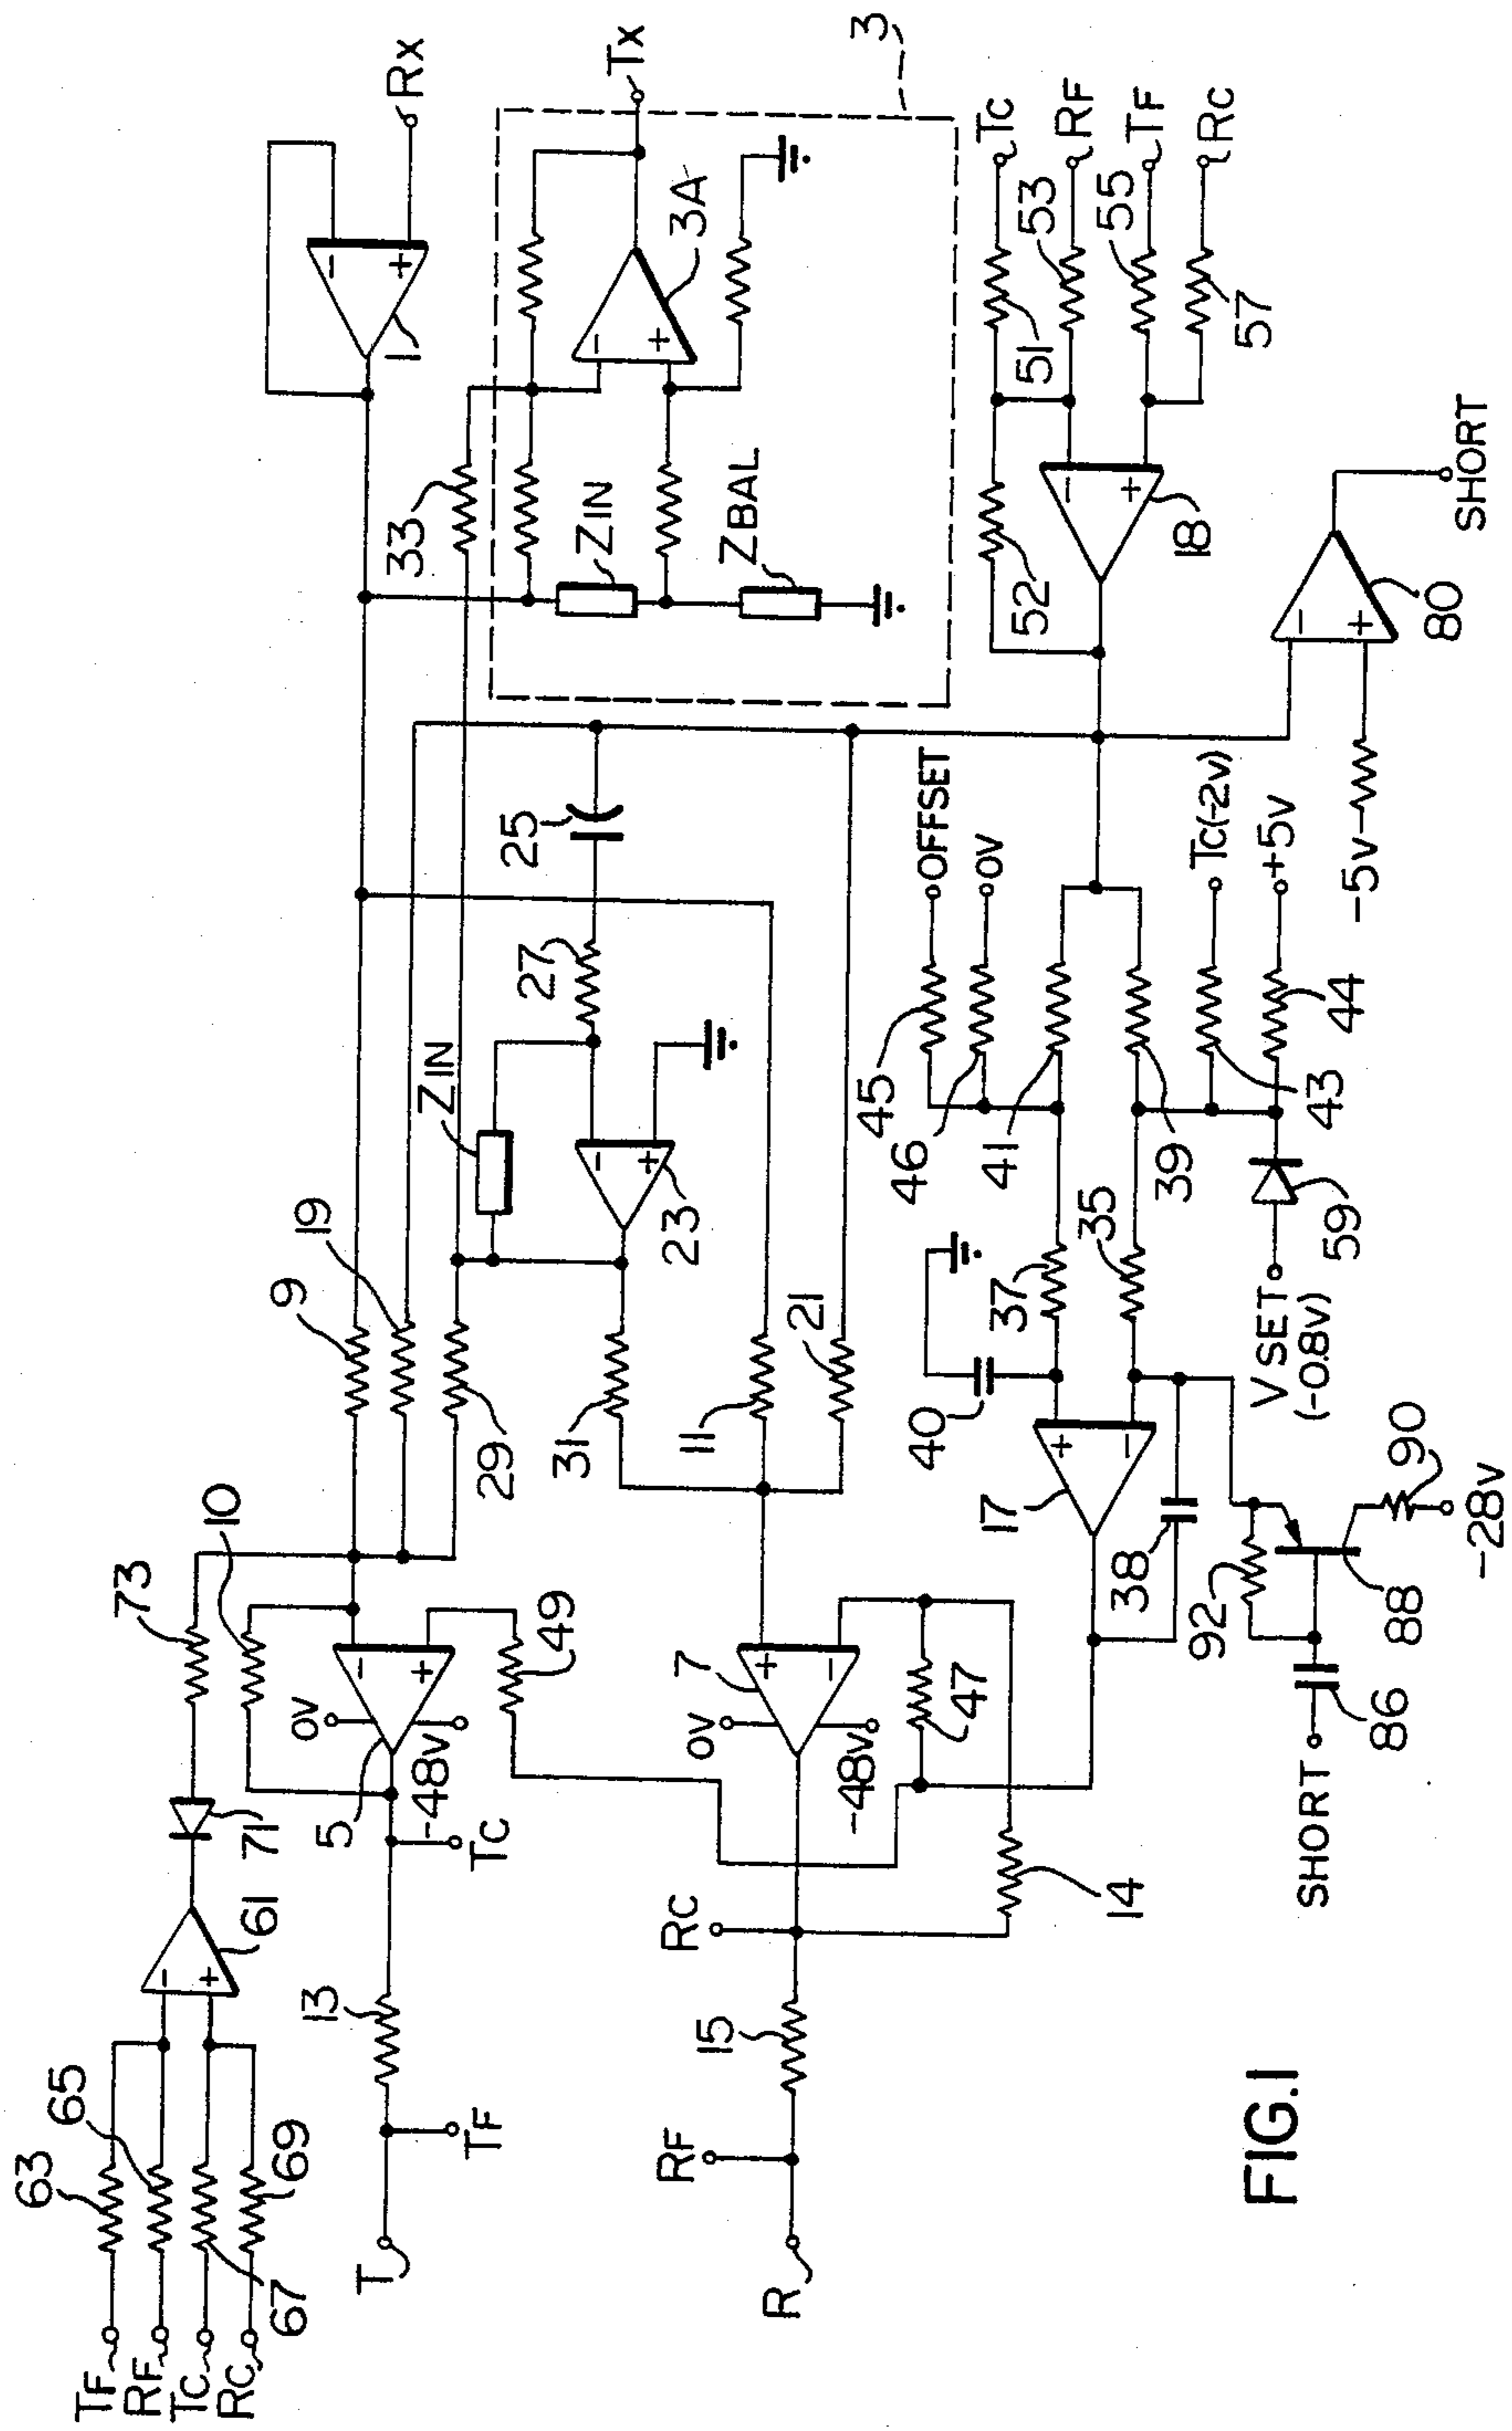 TF
63
65
73
10
9
19
Rx
RF
TC
RC
67
69
61
71
0V
5
-48V
1
T
13
TF
TC
49
29
ZIN
33
Tx
23
27
25
ZIN
3A
31
ZBAL
RF
RC
7
0V
11
21
3
R
15
-48V
47
40
45
46
OFFSET
0V
37
41
52
51
53
TC
RF
55
TF
RC
14
17
35
39
18
57
38
TC(-2V)
92
V SET
(-0.8V)
+5V
43
44
59
FIG.1
SHORT
86
88
90
-28V
-5V
80
SHORT